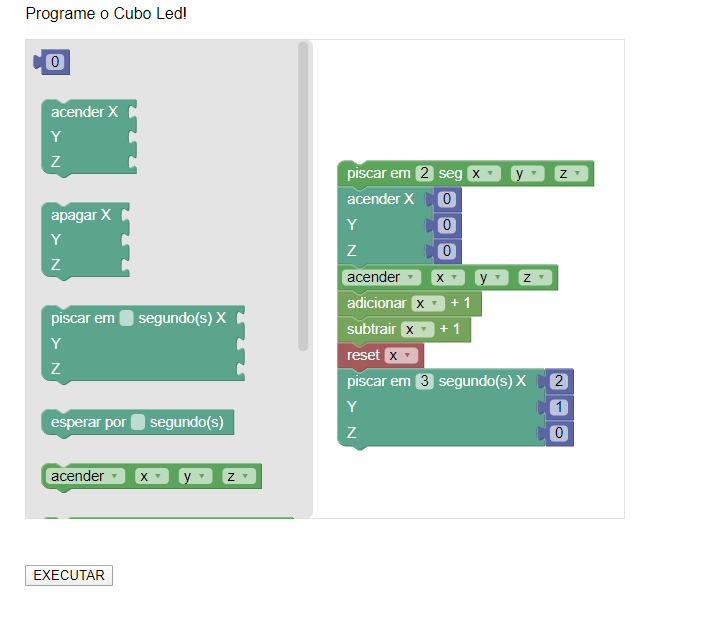 Programe o Cubo Led!
0
acender X
Y
Z
apagar X
Y
Z
piscar em segundo(s) X
Y
Z
esperar por segundo(s)
acender x y z
piscar em 2 seg x y z
acender X 0
Y 0
Z 0
acender x y z
adicionar x + 1
subtrair x + 1
reset x
piscar em 3 segundo(s) X 2
Y 1
Z 0
EXECUTAR